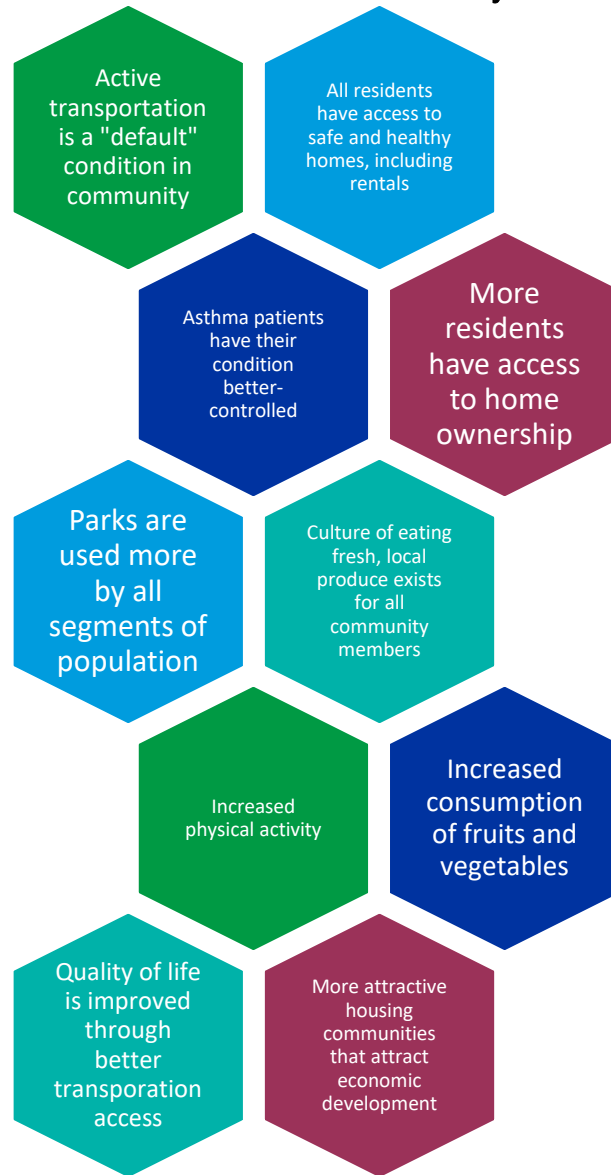 Active
transportation
is a "default"
condition in
community
All residents
have access to
safe and healthy
homes, including
rentals
Asthma patients
have their
condition
better-
controlled
More
residents
have access
to home
ownership
Parks are
used more
by all
segments of
population
Culture of eating
fresh, local
produce exists
for all
community
members
Increased
physical activity
Increased
consumption
of fruits and
vegetables
Quality of life
is improved
through
better
transporation
access
More attractive
housing
communities
that attract
economic
development